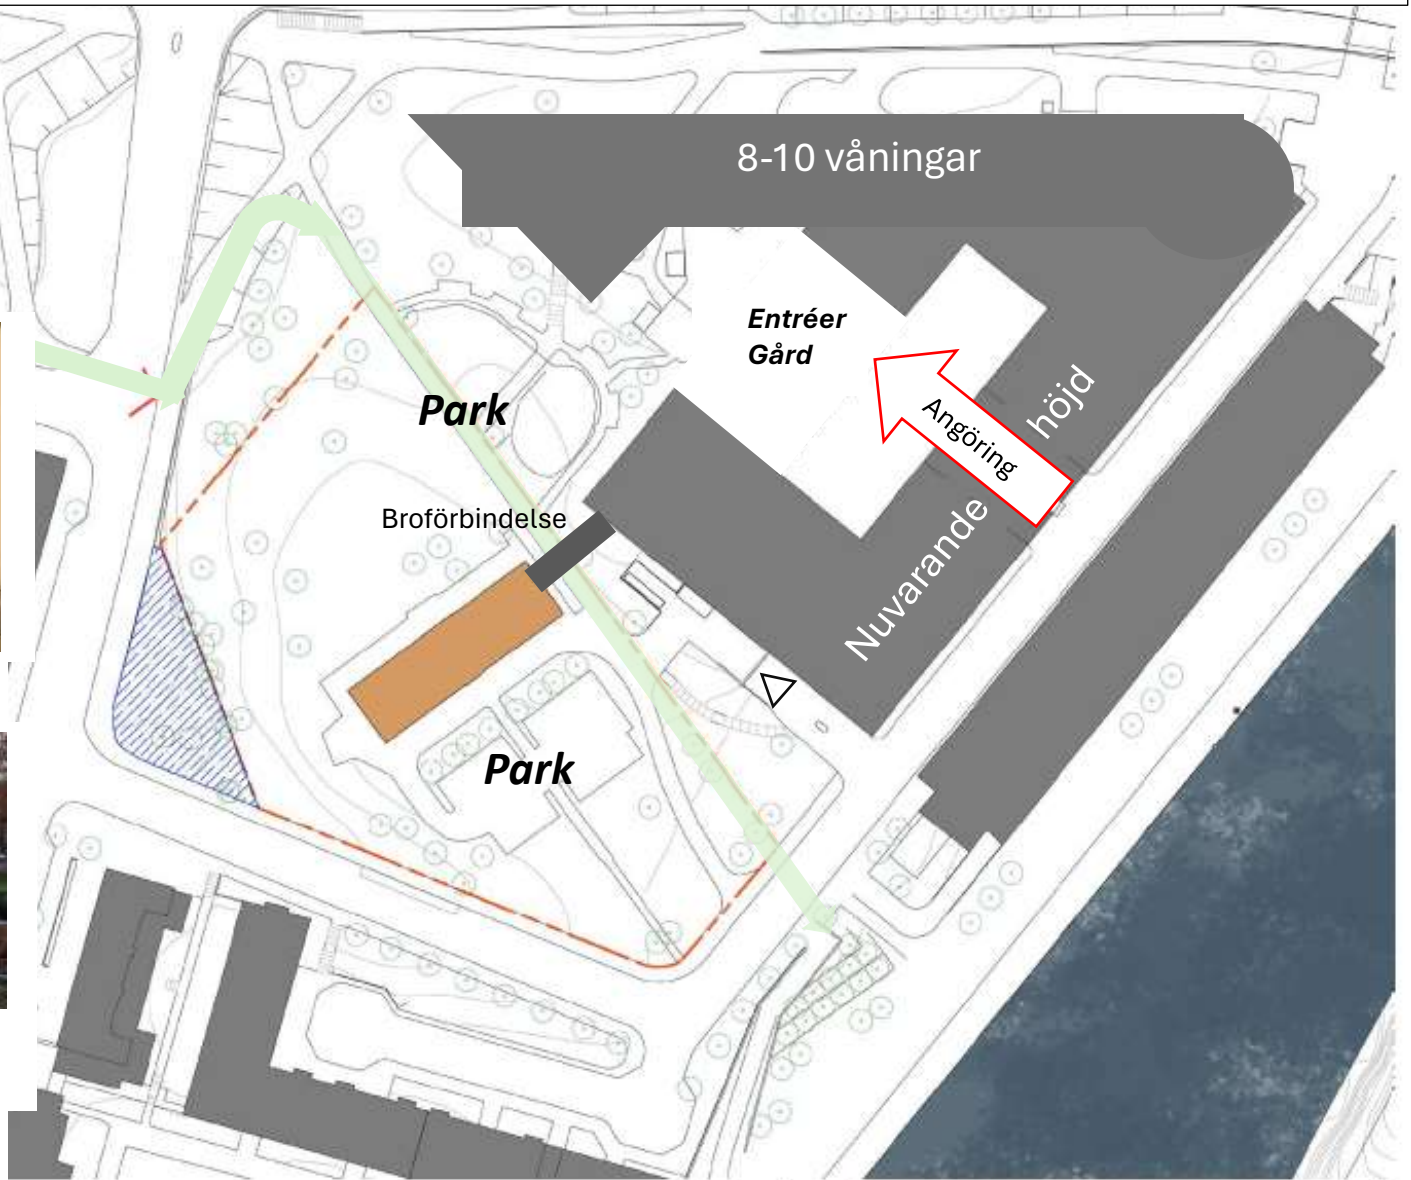 8-10 våningar
Entréer
Gård
Angöring
Nuvarande höjd
Park
Broförbindelse
Park